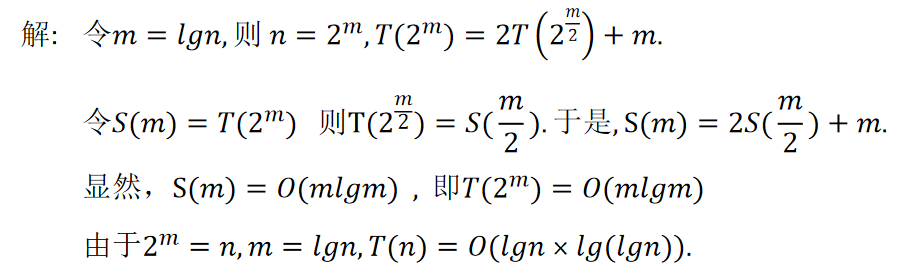 解: 令m = lgn, 则 n = 2^m, T(2^m) = 2T(2^{m/2}) + m.
令S(m) = T(2^m) 则T(2^{m/2}) = S(m/2). 于是, S(m) = 2S(m/2) + m.
显然，S(m) = O(mlgm) , 即T(2^m) = O(mlgm)
由于2^m = n, m = lgn, T(n) = O(lgn × lg(lgn)).